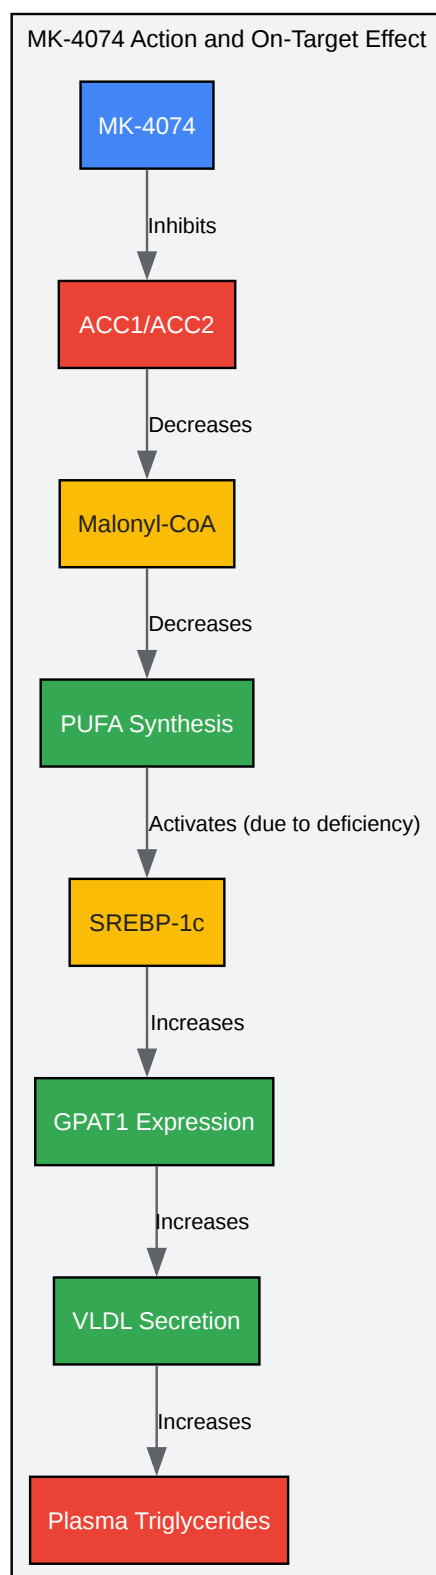 MK-4074 Action and On-Target Effect
MK-4074
Inhibits
ACC1/ACC2
Decreases
Malonyl-CoA
Decreases
PUFA Synthesis
Activates (due to deficiency)
SREBP-1c
Increases
GPAT1 Expression
Increases
VLDL Secretion
Increases
Plasma Triglycerides